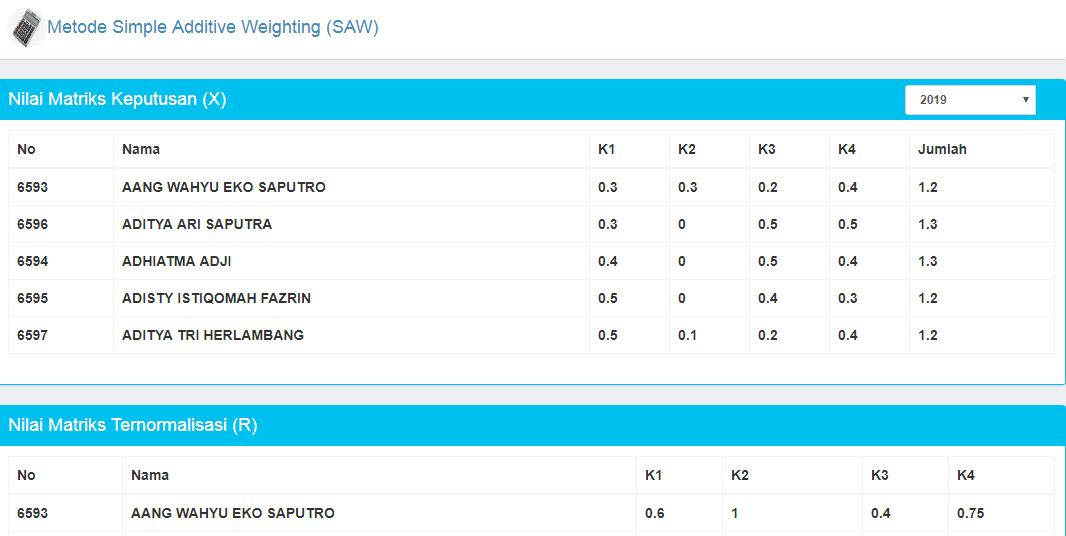 Metode Simple Additive Weighting (SAW)
Nilai Matriks Keputusan (X) 2019
No Nama K1 K2 K3 K4 Jumlah
6593 AANG WAHYU EKO SAPUTRO 0.3 0.3 0.2 0.4 1.2
6596 ADITYA ARI SAPUTRA 0.3 0 0.5 0.5 1.3
6594 ADHIATMA ADJI 0.4 0 0.5 0.4 1.3
6595 ADISTY ISTIQOMAH FAZRIN 0.5 0 0.4 0.3 1.2
6597 ADITYA TRI HERLAMBANG 0.5 0.1 0.2 0.4 1.2
Nilai Matriks Ternormalisasi (R)
No Nama K1 K2 K3 K4
6593 AANG WAHYU EKO SAPUTRO 0.6 1 0.4 0.75